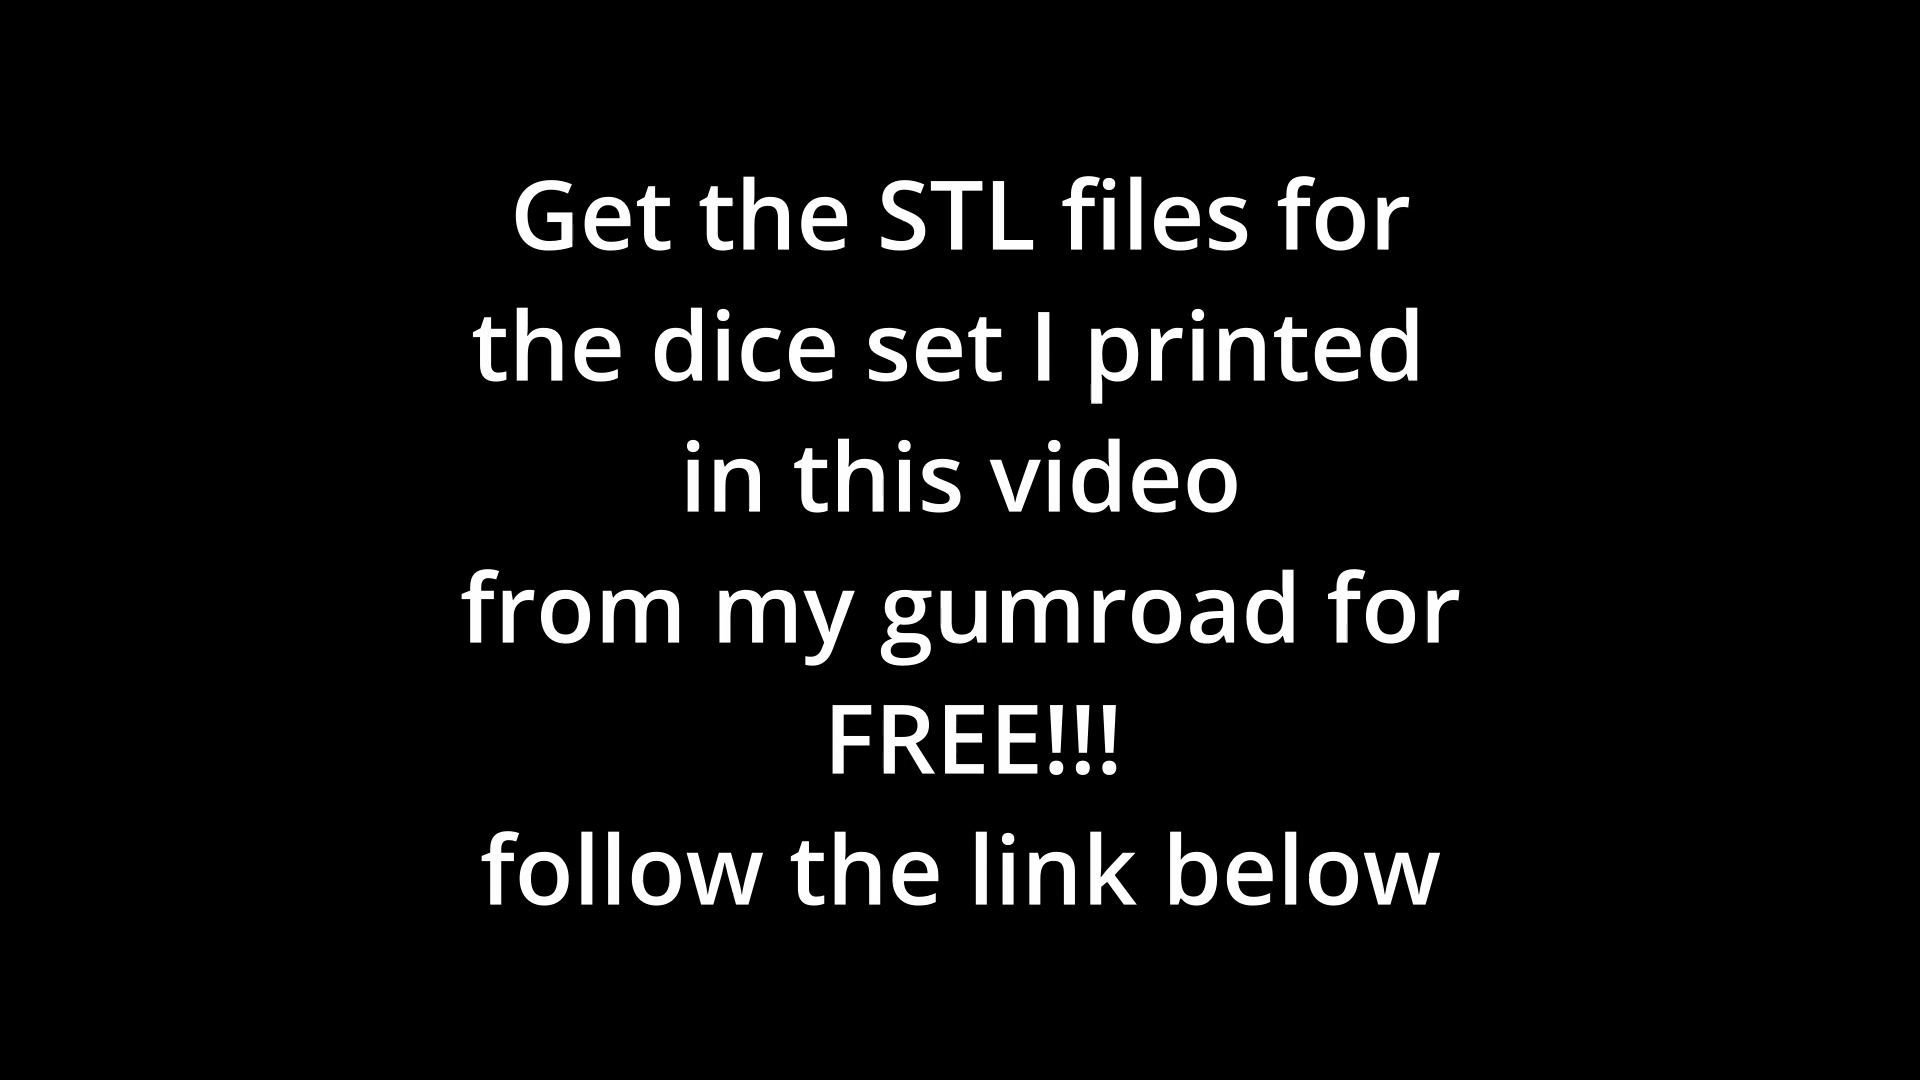 Get the STL files for
the dice set I printed
in this video
from my gumroad for
FREE!!!
follow the link below